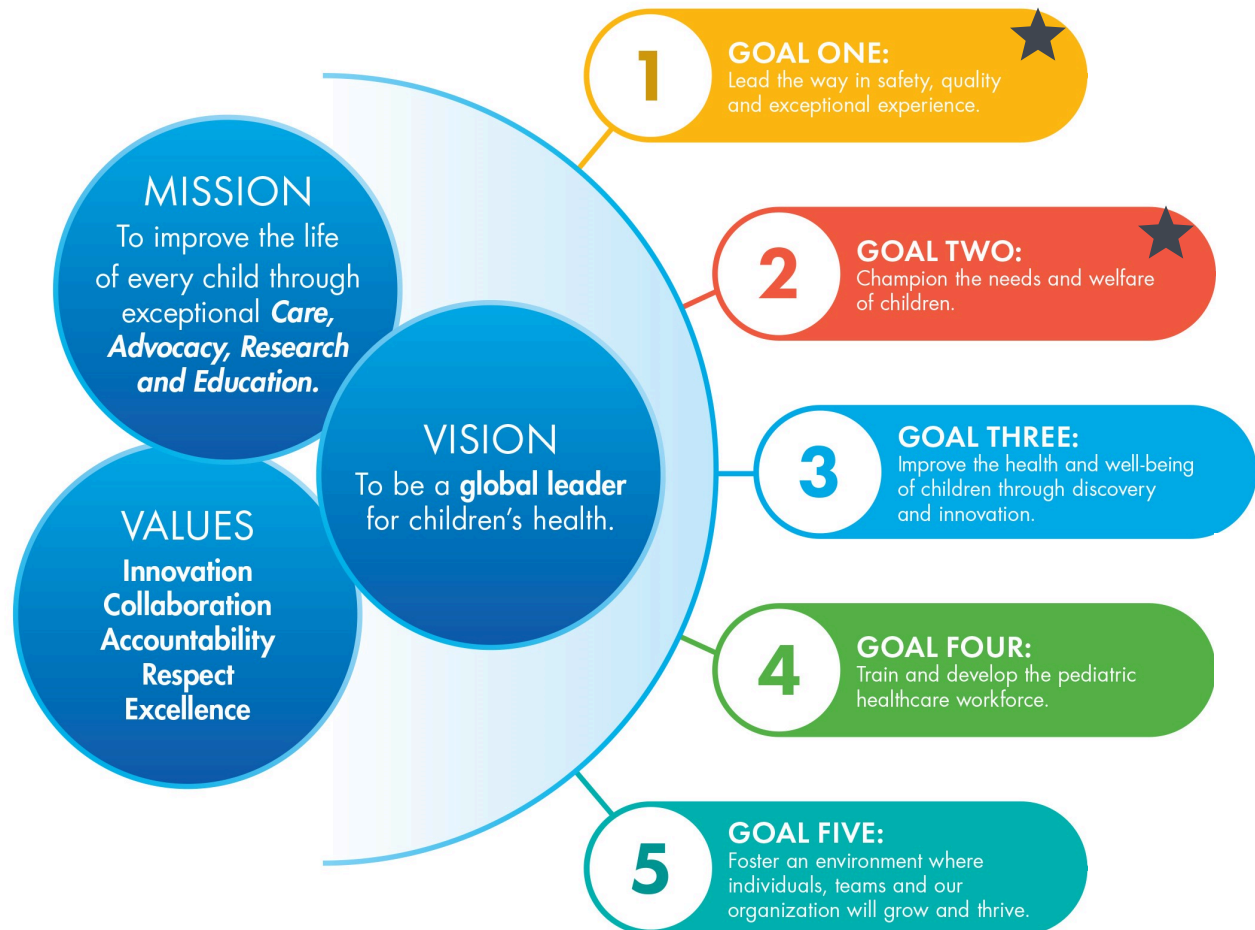 MISSION
To improve the life
of every child through
exceptional Care,
Advocacy, Research
and Education.
VALUES
Innovation
Collaboration
Accountability
Respect
Excellence
VISION
To be a global leader
for children’s health.
1
GOAL ONE:
Lead the way in safety, quality
and exceptional experience.
2
GOAL TWO:
Champion the needs and welfare
of children.
3
GOAL THREE:
Improve the health and well-being
of children through discovery
and innovation.
4
GOAL FOUR:
Train and develop the pediatric
healthcare workforce.
5
GOAL FIVE:
Foster an environment where
individuals, teams and our
organization will grow and thrive.